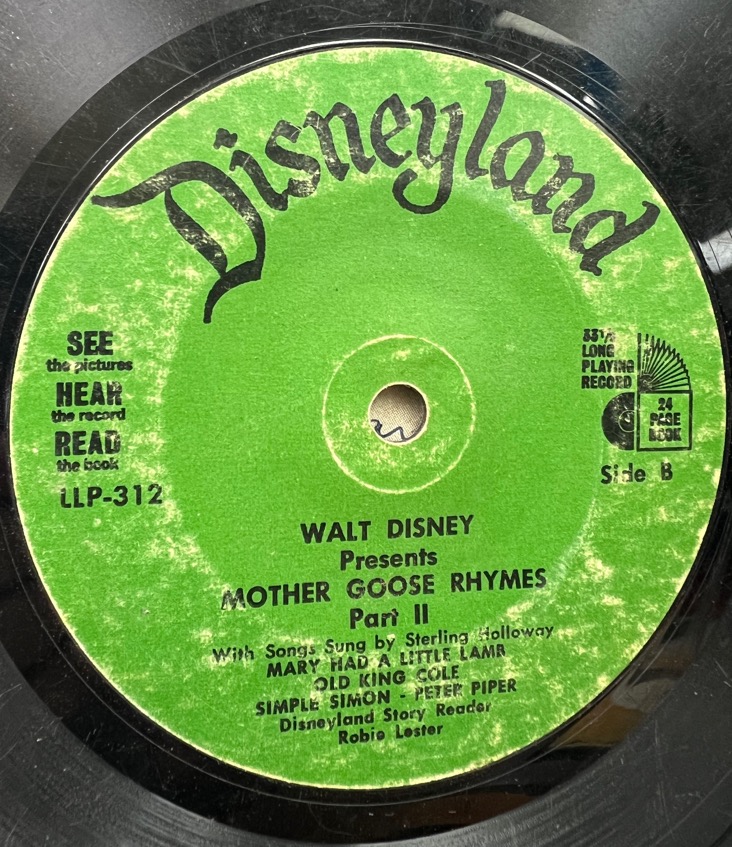 Disneyland
SEE
the pictures
HEAR
the record
READ
the book
LLP-312
33 1/3
LONG
PLAYING
RECORD
24
PAGE
BOOK
Side B
WALT DISNEY
Presents
MOTHER GOOSE RHYMES
Part II
With Songs Sung by Sterling Holloway
MARY HAD A LITTLE LAMB
OLD KING COLE
SIMPLE SIMON - PETER PIPER
Disneyland Story Reader
Robie Lester